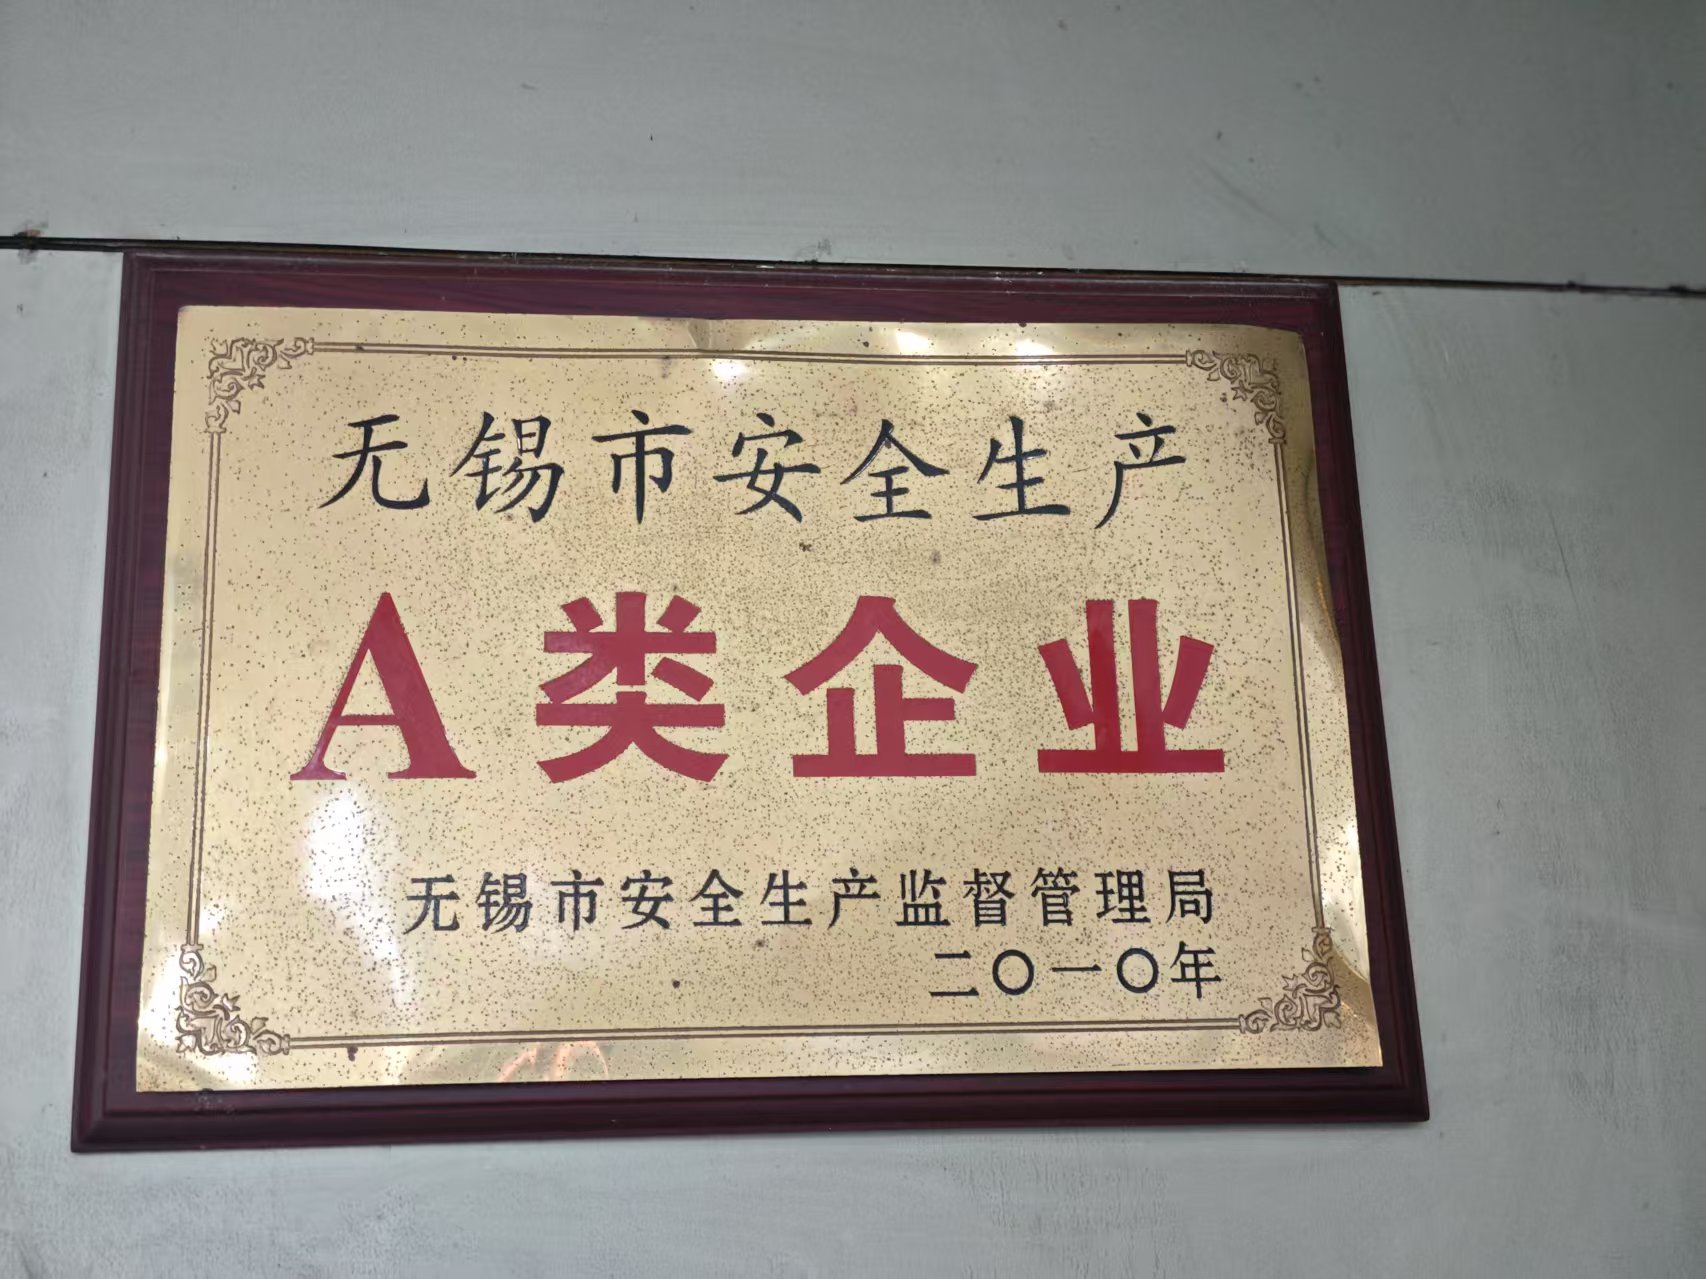 无锡市安全生产
A类企业
无锡市安全生产监督管理局
二〇一〇年